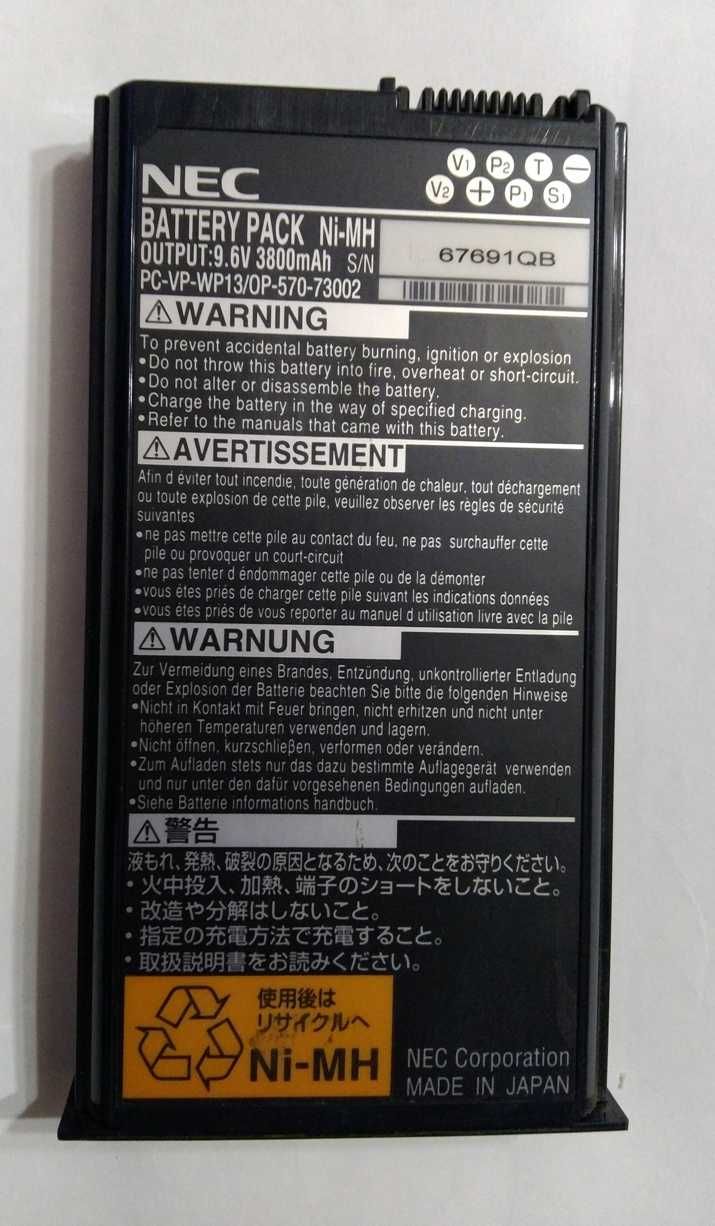 NEC
V1 P2 T −
V2 + P1 S1
BATTERY PACK Ni-MH
OUTPUT:9.6V 3800mAh S/N
67691QB
PC-VP-WP13/OP-570-73002
⚠WARNING
To prevent accidental battery burning, ignition or explosion
•Do not throw this battery into fire, overheat or short-circuit.
•Do not alter or disassemble the battery.
•Charge the battery in the way of specified charging.
•Refer to the manuals that came with this battery.
⚠AVERTISSEMENT
Afin d éviter tout incendie, toute génération de chaleur, tout déchargement
ou toute explosion de cette pile, veuillez observer les règles de sécurité
suivantes
•ne pas mettre cette pile au contact du feu, ne pas surchauffer cette
pile ou provoquer un court-circuit
•ne pas tenter d éndommager cette pile ou de la démonter
•vous étes priés de charger cette pile suivant les indications données
•vous étes priés de vous reporter au manuel d utilisation livre avec la pile
⚠WARNUNG
Zur Vermeidung eines Brandes, Entzündung, unkontrollierter Entladung
oder Explosion der Batterie beachten Sie bitte die folgenden Hinweise
•Nicht in Kontakt mit Feuer bringen, nicht erhitzen und nicht unter
höheren Temperaturen verwenden und lagern.
•Nicht öffnen, kurzschließen, verformen oder verändern.
•Zum Aufladen stets nur das dazu bestimmte Auflagegerät verwenden
und nur unter den dafür vorgesehenen Bedingungen aufladen.
•Siehe Batterie informations handbuch.
⚠警告
液もれ、発熱、破裂の原因となるため、次のことをお守りください。
・火中投入、加熱、端子のショートをしないこと。
・改造や分解はしないこと。
・指定の充電方法で充電すること。
・取扱説明書をお読みください。
使用後は
リサイクルへ
Ni-MH
NEC Corporation
MADE IN JAPAN